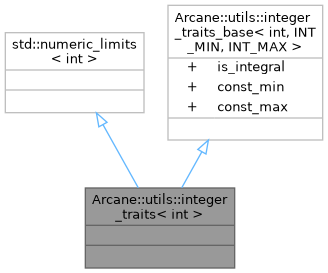 std::numeric_limits
< int >
Arcane::utils::integer
_traits_base< int, INT
_MIN, INT_MAX >
+ is_integral
+ const_min
+ const_max
Arcane::utils::integer
_traits< int >